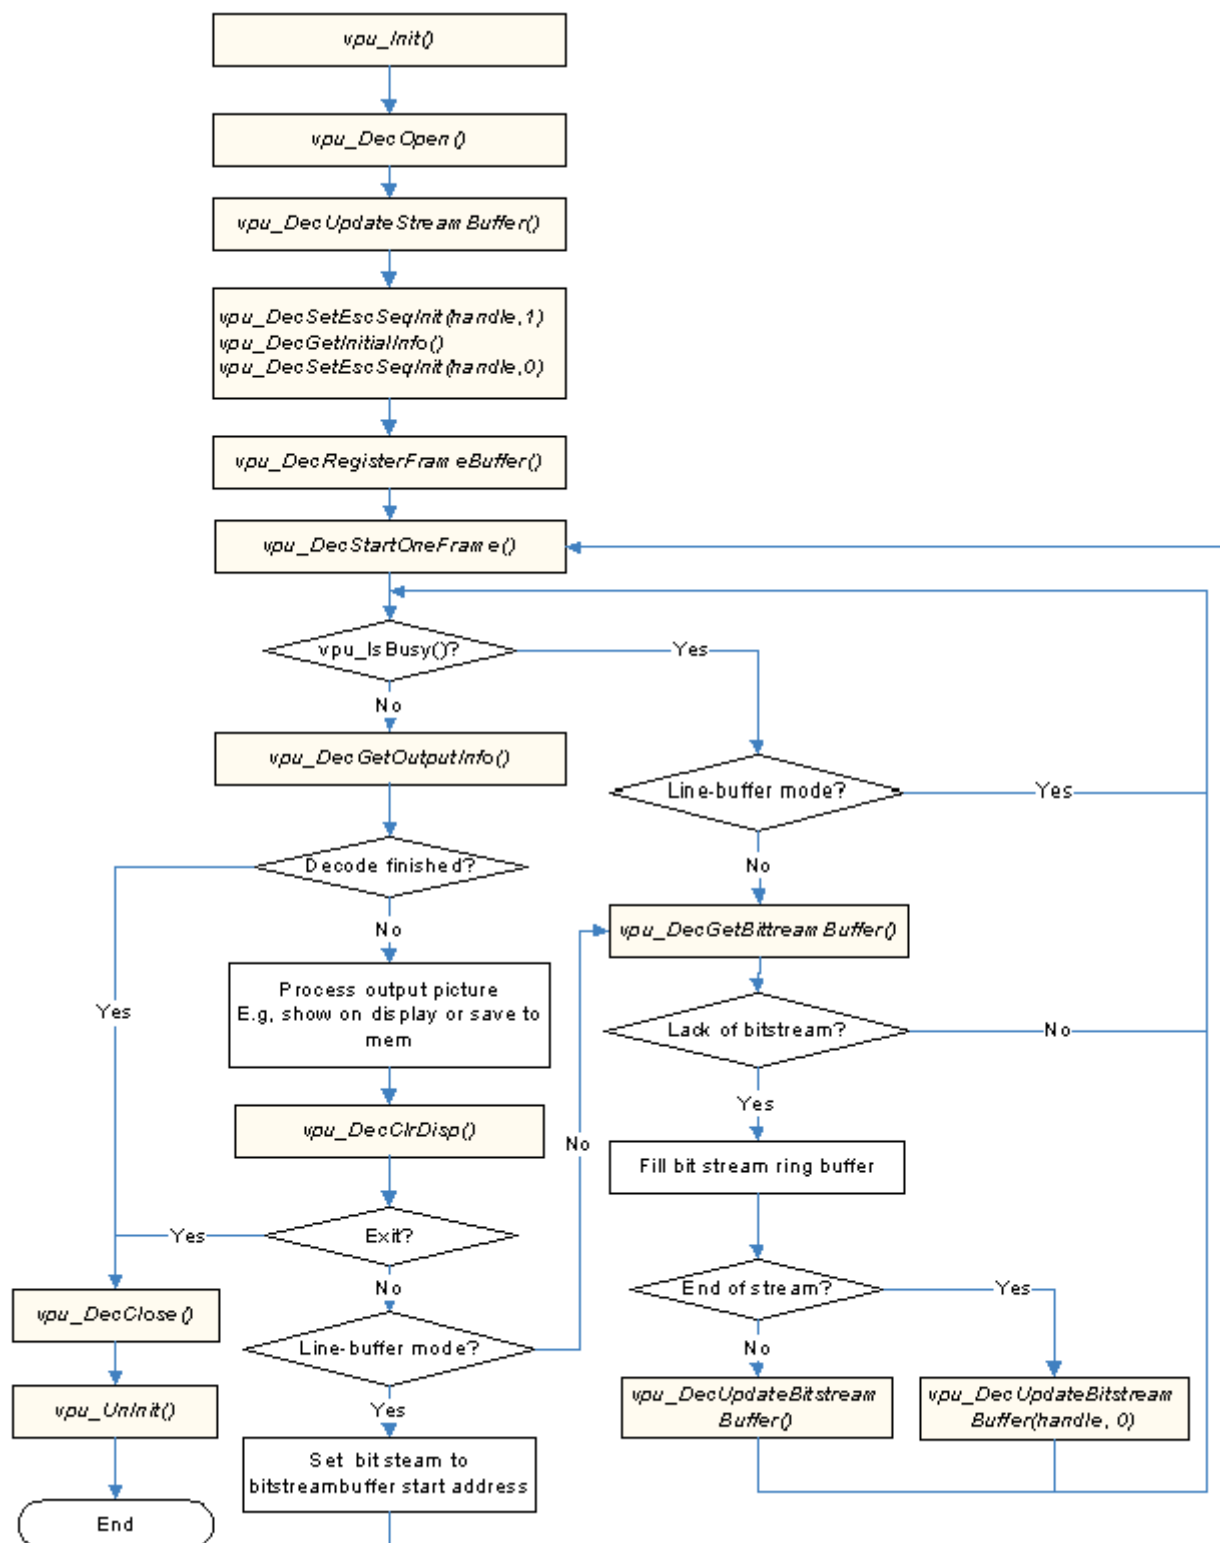 vpu_Init()
vpu_DecOpen()
vpu_DecUpdateStreamBuffer()
vpu_DecSetEscSeqInit(handle,1)
vpu_DecGetInitialInfo()
vpu_DecSetEscSeqInit(handle,0)
vpu_DecRegisterFrameBuffer()
vpu_DecStartOneFrame()
vpu_IsBusy()?
Yes
No
vpu_DecGetOutputInfo()
Line-buffer mode?
Yes
No
Decode finished?
Yes
No
vpu_DecGetBittreamBuffer()
Process output picture
E.g, show on display or save to
mem
Lack of bitstream?
No
Yes
vpu_DecClrDisp()
No
Fill bit stream ring buffer
Exit?
Yes
No
End of stream?
Yes
No
vpu_DecClose()
Line-buffer mode?
Yes
vpu_DecUpdateBitstream
Buffer()
vpu_DecUpdateBitstream
Buffer(handle, 0)
vpu_UnInit()
Set bitsteam to
bitstreambuffer start address
End